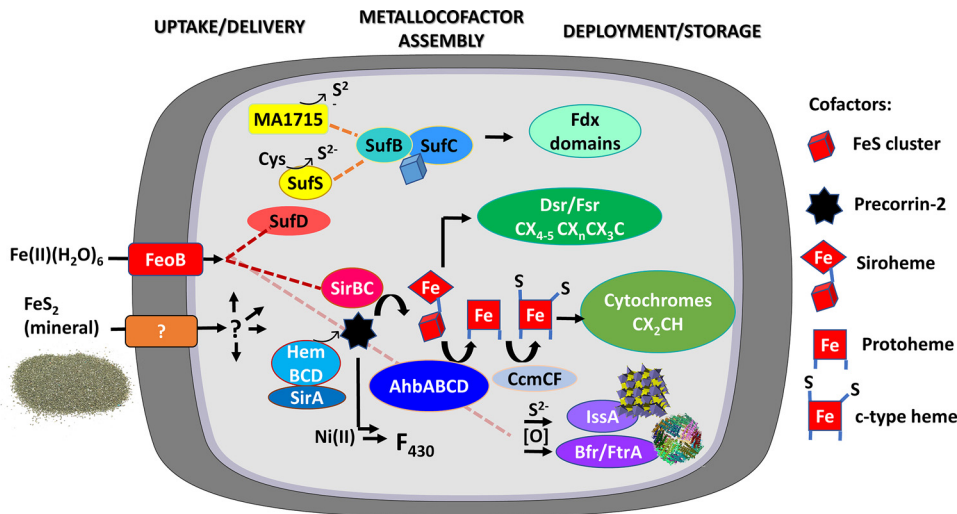 UPTAKE/DELIVERY
METALLOCOFACTOR
ASSEMBLY
DEPLOYMENT/STORAGE
MA1715
S2
-
Cys
S2-
SufS
SufB
SufC
Fdx
domains
SufD
Dsr/Fsr
CX4-5 CXnCX3C
Fe(II)(H2O)6
FeoB
SirBC
Fe
S
S
Fe
Fe
Cytochromes
CX2CH
FeS2
(mineral)
?
?
Hem
BCD
SirA
AhbABCD
CcmCF
Ni(II)
F430
S2-
[O]
IssA
Bfr/FtrA
Cofactors:
FeS cluster
Precorrin-2
Fe
Siroheme
Fe
Protoheme
S
S
Fe
c-type heme